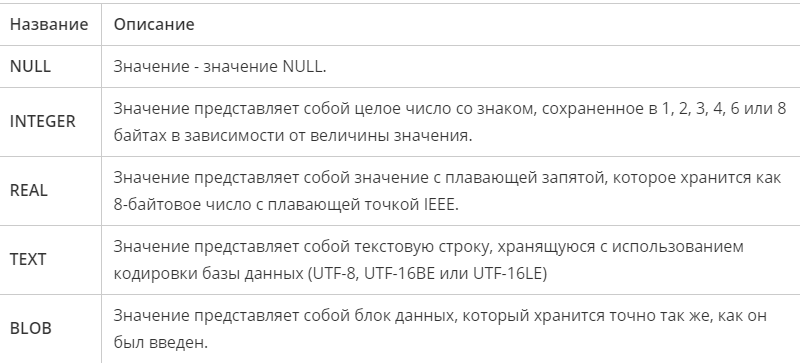 Название Описание
NULL Значение - значение NULL.
INTEGER Значение представляет собой целое число со знаком, сохраненное в 1, 2, 3, 4, 6 или 8
байтах в зависимости от величины значения.
REAL Значение представляет собой значение с плавающей запятой, которое хранится как
8-байтовое число с плавающей точкой IEEE.
TEXT Значение представляет собой текстовую строку, хранящуюся с использованием
кодировки базы данных (UTF-8, UTF-16BE или UTF-16LE)
BLOB Значение представляет собой блок данных, который хранится точно так же, как он
был введен.